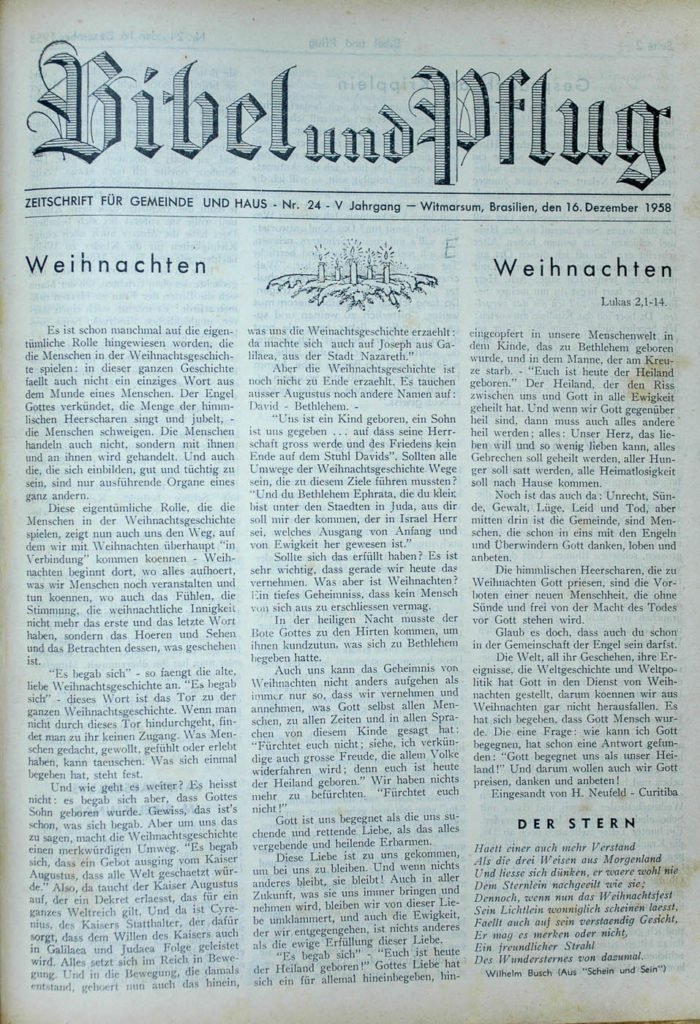 Bibel und Pflug
ZEITSCHRIFT FÜR GEMEINDE UND HAUS - Nr. 24 - V Jahrgang — Witmarsum, Brasilien, den 16. Dezember 1958
Weihnachten
E
Weihnachten
Lukas 2,1-14.
Es ist schon manchmal auf die eigen-
tümliche Rolle hingewiesen worden, die
die Menschen in der Weihnachtsgeschich-
te spielen: in dieser ganzen Geschichte
faellt auch nicht ein einziges Wort aus
dem Munde eines Menschen. Der Engel
Gottes verkündet, die Menge der himm-
lischen Heerscharen singt und jubelt, -
die Menschen schweigen. Die Menschen
handeln auch nicht, sondern mit ihnen
und an ihnen wird gehandelt. Und auch
die, die sich einbilden, gut und tüchtig zu
sein, sind nur ausführende Organe eines
ganz andern.
Diese eigentümliche Rolle, die die
Menschen in der Weihnachtsgeschichte
spielen, zeigt nun auch uns den Weg, auf
dem wir mit Weihnachten überhaupt "in
Verbindung" kommen koennen - Weih-
nachten beginnt dort, wo alles aufhoert,
was wir Menschen noch veranstalten und
tun koennen, wo auch das Fühlen, die
Stimmung, die weihnachtliche Innigkeit
nicht mehr das erste und das letzte Wort
haben, sondern das Hoeren und Sehen
und das Betrachten dessen, was geschehen
ist.
"Es begab sich" - so faengt die alte,
liebe Weihnachtsgeschichte an. "Es begab
sich" - dieses Wort ist das Tor zu der
ganzen Weihnachtsgeschichte. Wenn man
nicht durch dieses Tor hindurchgeht, fin-
det man zu ihr keinen Zugang. Was Men-
schen gedacht, gewollt, gefühlt oder erlebt
haben, kann taeuschen. Was sich einmal
begeben hat, steht fest.
Und wie geht es weiter? Es heisst
nicht: es begab sich aber, dass Gottes
Sohn geboren wurde. Gewiss, das ist's
schon, was sich begab. Aber um uns das
zu sagen, macht die Weihnachtsgeschichte
einen merkwürdigen Umweg. "Es begab
sich, dass ein Gebot ausging vom Kaiser
Augustus, dass alle Welt geschaetzt wür-
de." Also, da taucht der Kaiser Augustus
auf, der ein Dekret erlaesst, das für ein
ganzes Weltreich gilt. Und da ist Cyre-
nius, des Kaisers Statthalter, der dafür
sorgt, dass dem Willen des Kaisers auch
in Galilaea und Judaea Folge geleistet
wird. Alles setzt sich im Reich in Bewe-
gung. Und in die Bewegung, die damals
entstand, gehoert nun auch das hinein,
was uns die Weinachtsgeschichte erzaehlt:
da machte sich auch auf Joseph aus Ga-
lilaea, aus der Stadt Nazareth."
Aber die Weihnachtsgeschichte ist
noch nicht zu Ende erzaehlt. Es tauchen
ausser Augustus noch andere Namen auf:
David - Bethlehem. -
"Uns ist ein Kind geboren, ein Sohn
ist uns gegeben . . . auf dass seine Herr-
schaft gross werde und des Friedens kein
Ende auf dem Stuhl Davids". Sollten alle
Umwege der Weihnachtsgeschichte Wege
sein, die zu diesem Ziele führen mussten?
"Und du Bethlehem Ephrata, die du klein
bist unter den Staedten in Juda, aus dir
soll mir der kommen, der in Israel Herr
sei, welches Ausgang von Anfang und
von Ewigkeit her gewesen ist."
Sollte sich das erfüllt haben? Es ist
sehr wichtig, dass gerade wir heute das
vernehmen. Was aber ist Weihnachten?
Ein tiefes Geheimniss, dass kein Mensch
von sich aus zu erschliessen vermag.
In der heiligen Nacht musste der
Bote Gottes zu den Hirten kommen, um
ihnen kundzutun, was sich zu Bethlehem
begeben hatte.
Auch uns kann das Geheimnis von
Weihnachten nicht anders aufgehen als
immer nur so, dass wir vernehmen und
annehmen, was Gott selbst allen Men-
schen, zu allen Zeiten und in allen Spra-
chen von diesem Kinde gesagt hat:
"Fürchtet euch nicht; siehe, ich verkün-
dige auch grosse Freude, die allem Volke
widerfahren wird; denn euch ist heute
der Heiland geboren." Wir haben nichts
mehr zu befürchten. "Fürchtet euch
nicht!"
Gott ist uns begegnet als die uns su-
chende und rettende Liebe, als das alles
vergebende und heilende Erbarmen.
Diese Liebe ist zu uns gekommen,
um bei uns zu bleiben. Und wenn nichts
anderes bleibt, sie bleibt! Auch in aller
Zukunft, was sie uns immer bringen und
nehmen wird, bleiben wir von dieser Lie-
be umklammert, und auch die Ewigkeit,
der wir entgegengehen, ist nichts anderes
als die ewige Erfüllung dieser Liebe.
"Es begab sich" - "Euch ist heute
der Heiland geboren!" Gottes Liebe hat
sich ein für allemal hineinbegeben, hin-
eingeopfert in unsere Menschenwelt in
dem Kinde, das zu Bethlehem geboren
wurde, und in dem Manne, der am Kreu-
ze starb. - "Euch ist heute der Heiland
geboren." Der Heiland, der den Riss
zwischen uns und Gott in alle Ewigkeit
geheilt hat. Und wenn wir Gott gegenüber
heil sind, dann muss auch alles andere
heil werden; alles: Unser Herz, das lie-
ben will und so wenig lieben kann, alles
Gebrechen soll geheilt werden, aller Hun-
ger soll satt werden, alle Heimatlosigkeit
soll nach Hause kommen.
Noch ist das auch da: Unrecht, Sün-
de, Gewalt, Lüge, Leid und Tod, aber
mitten drin ist die Gemeinde, sind Men-
schen, die schon in eins mit den Engeln
und Überwindern Gott danken, loben und
anbeten.
Die himmlischen Heerscharen, die zu
Weihnachten Gott priesen, sind die Vor-
boten einer neuen Menschheit, die ohne
Sünde und frei von der Macht des Todes
vor Gott stehen wird.
Glaub es doch, dass auch du schon
in der Gemeinschaft der Engel sein darfst.
Die Welt, all ihr Geschehen, ihre Er-
eignisse, die Weltgeschichte und Weltpo-
litik hat Gott in den Dienst von Weih-
nachten gestellt, darum koennen wir aus
Weihnachten gar nicht herausfallen. Es
hat sich begeben, dass Gott Mensch wur-
de. Die eine Frage: wie kann ich Gott
begegnen, hat schon eine Antwort gefun-
den: "Gott begegnet uns als unser Hei-
land!" Und darum wollen auch wir Gott
preisen, danken und anbeten!
Eingesandt von H. Neufeld - Curitiba
DER STERN
Haett einer auch mehr Verstand
Als die drei Weisen aus Morgenland
Und liesse sich dünken, er waere wohl nie
Dem Sternlein nachgeeilt wie sie;
Dennoch, wenn nun das Weihnachtsfest
Sein Lichtlein wonniglich scheinen laesst,
Faellt auch auf sein verstaendig Gesicht,
Er mag es merken oder nicht,
Ein freundlicher Strahl
Des Wundersternes von dazumal.
Wilhelm Busch (Aus "Schein und Sein")